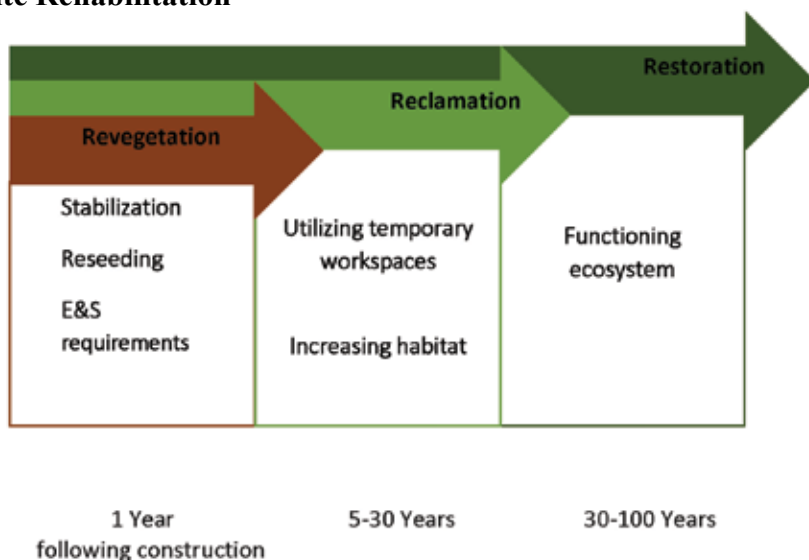 Rehabilitation
Restoration
Reclamation
Revegetation
Stabilization
Reseeding
E&S
requirements
Utilizing temporary
workspaces
Increasing habitat
Functioning
ecosystem
1 Year
following construction
5-30 Years
30-100 Years